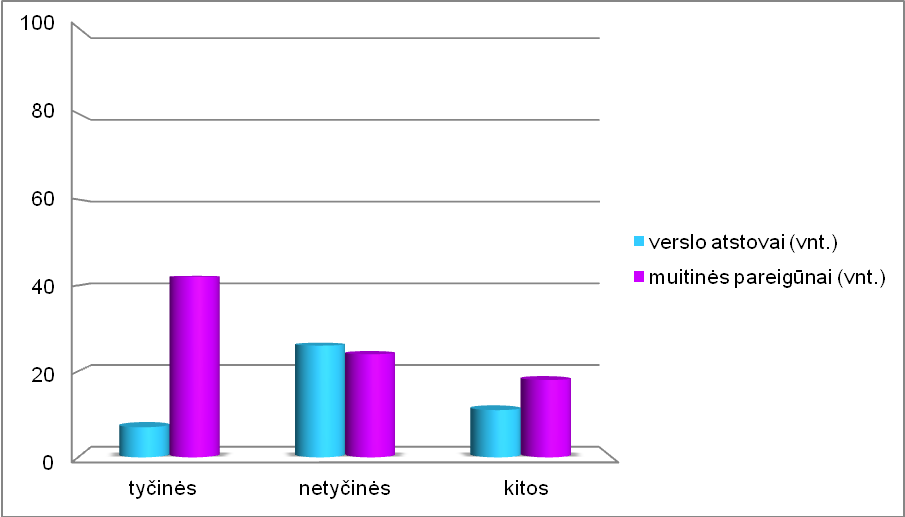 100
80
60
40
20
0
tyčinės netyčinės kitos
verslo atstovai (vnt.)
muitinės pareigūnai (vnt.)